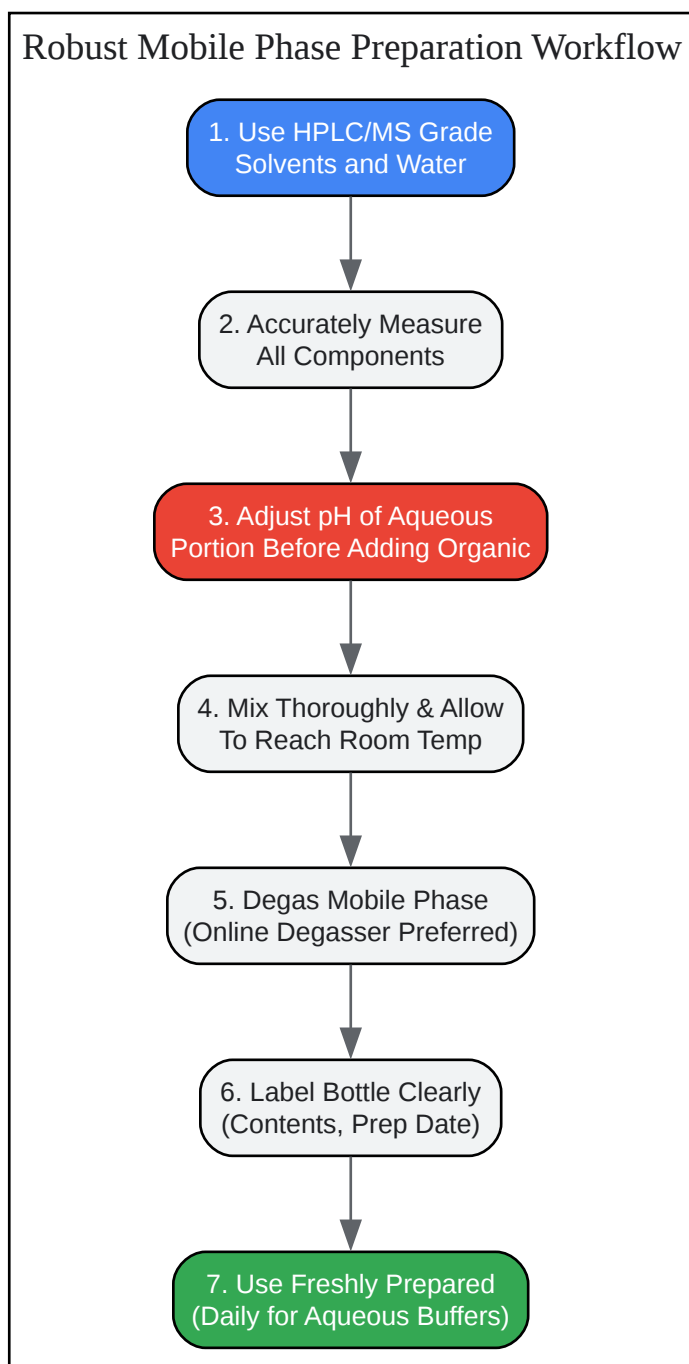 Robust Mobile Phase Preparation Workflow
1. Use HPLC/MS Grade
Solvents and Water
2. Accurately Measure
All Components
3. Adjust pH of Aqueous
Portion Before Adding Organic
4. Mix Thoroughly & Allow
To Reach Room Temp
5. Degas Mobile Phase
(Online Degasser Preferred)
6. Label Bottle Clearly
(Contents, Prep Date)
7. Use Freshly Prepared
(Daily for Aqueous Buffers)